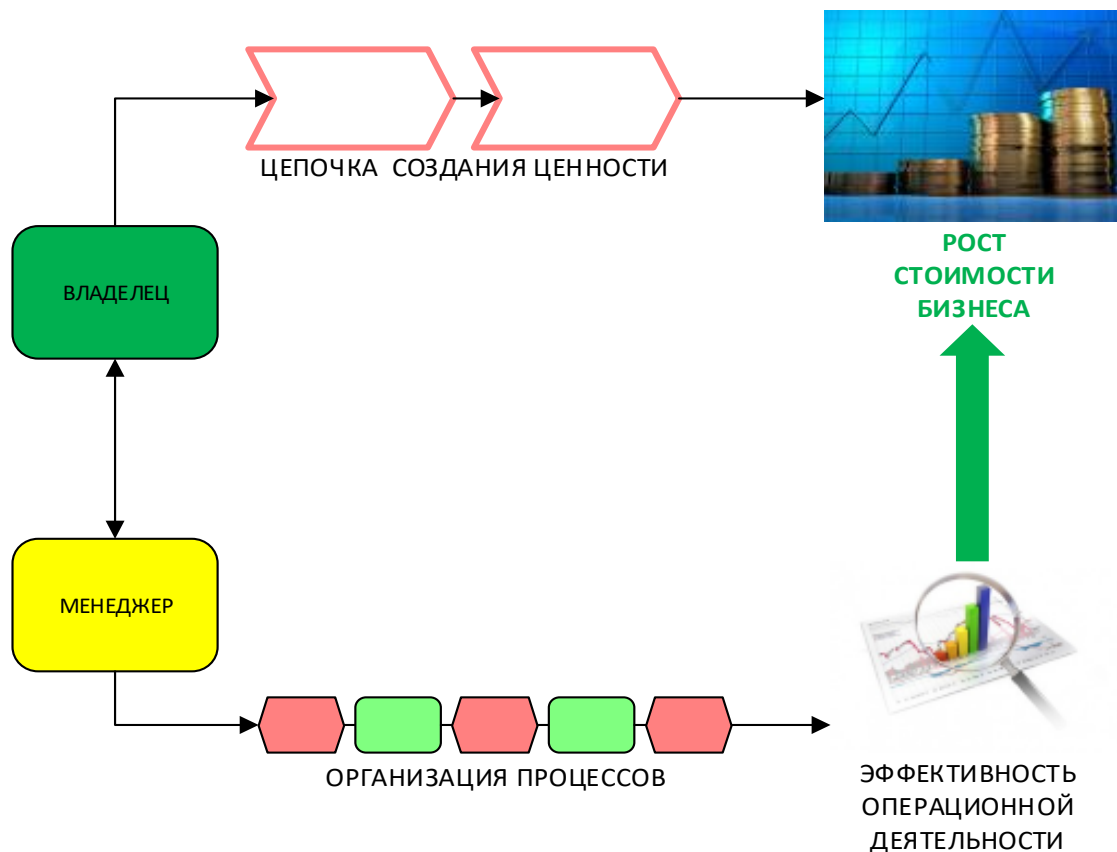 ЦЕПОЧКА СОЗДАНИЯ ЦЕННОСТИ
РОСТ
СТОИМОСТИ
БИЗНЕСА
ВЛАДЕЛЕЦ
МЕНЕДЖЕР
ОРГАНИЗАЦИЯ ПРОЦЕССОВ
ЭФФЕКТИВНОСТЬ
ОПЕРАЦИОННОЙ
ДЕЯТЕЛЬНОСТИ